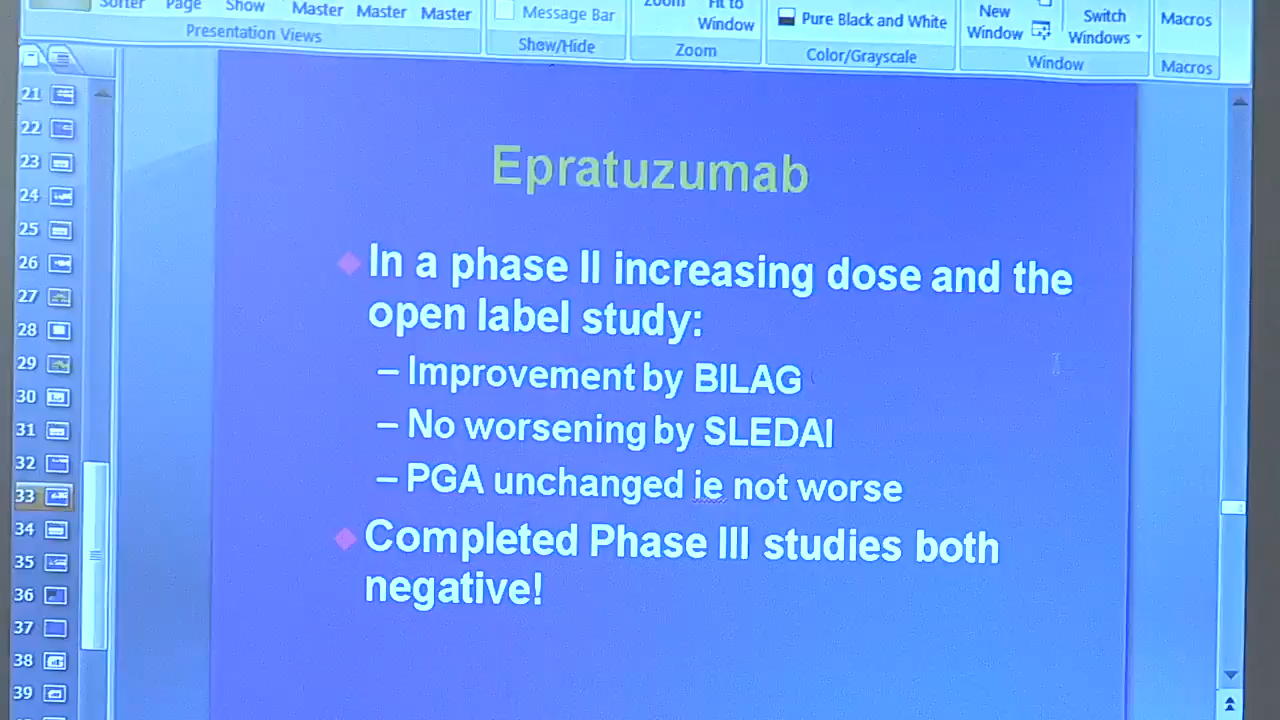 Sorter Page Show Master Master Master
Presentation Views
Message Bar
Show/Hide
Zoom Fit to
Window
Zoom
Pure Black and White
Color/Grayscale
New
Window
Switch
Windows
Window
Macros
Macros
21
22
23
24
25
26
27
28
29
30
31
32
33
34
35
36
37
38
39
Epratuzumab
In a phase II increasing dose and the
open label study:
– Improvement by BILAG
– No worsening by SLEDAI
– PGA unchanged ie not worse
Completed Phase III studies both
negative!